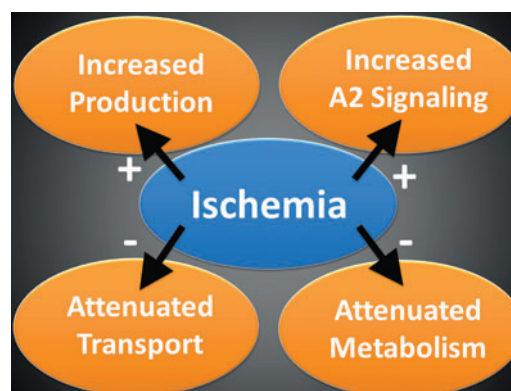 Increased
Production
Increased
A2 Signaling
+
+
Ischemia
-
-
Attenuated
Transport
Attenuated
Metabolism